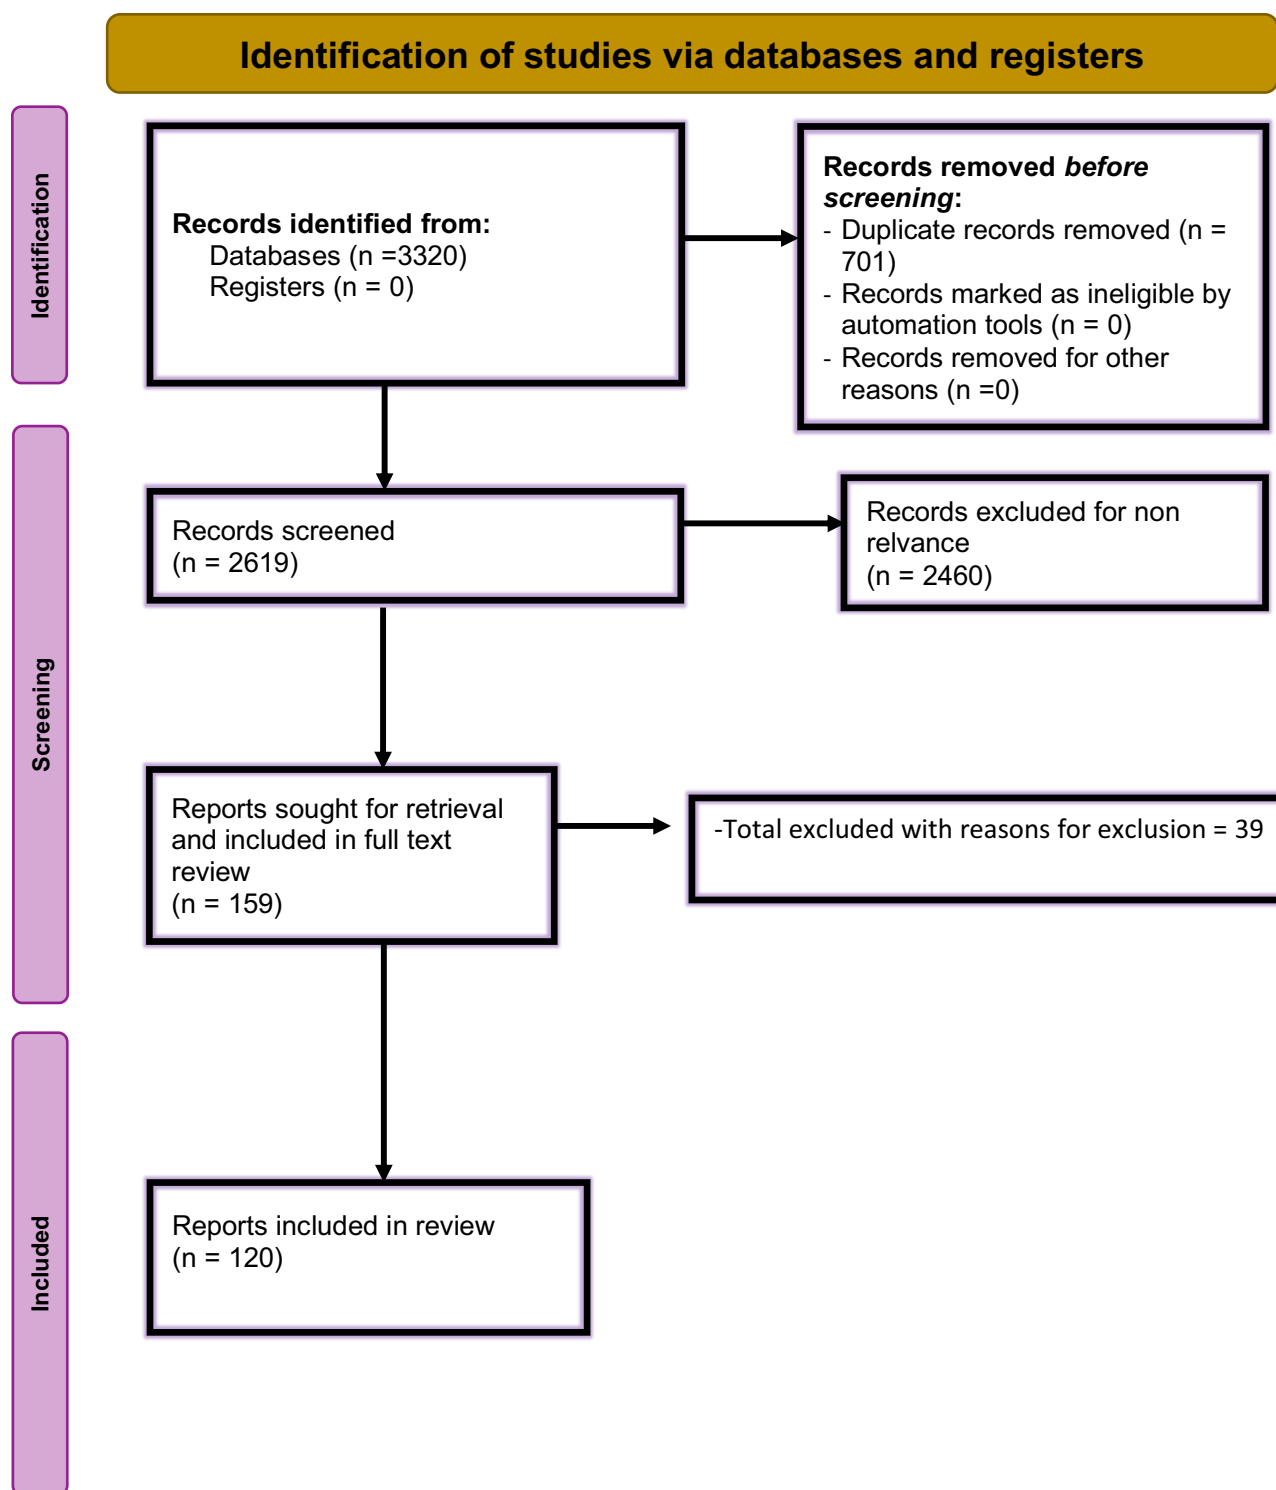 Identification of studies via databases and registers
Identification
Records identified from:
Databases (n =3320)
Registers (n = 0)
Records removed before
screening:
- Duplicate records removed (n =
701)
- Records marked as ineligible by
automation tools (n = 0)
- Records removed for other
reasons (n =0)
Screening
Records screened
(n = 2619)
Records excluded for non
relvance
(n = 2460)
Reports sought for retrieval
and included in full text
review
(n = 159)
-Total excluded with reasons for exclusion = 39
Included
Reports included in review
(n = 120)